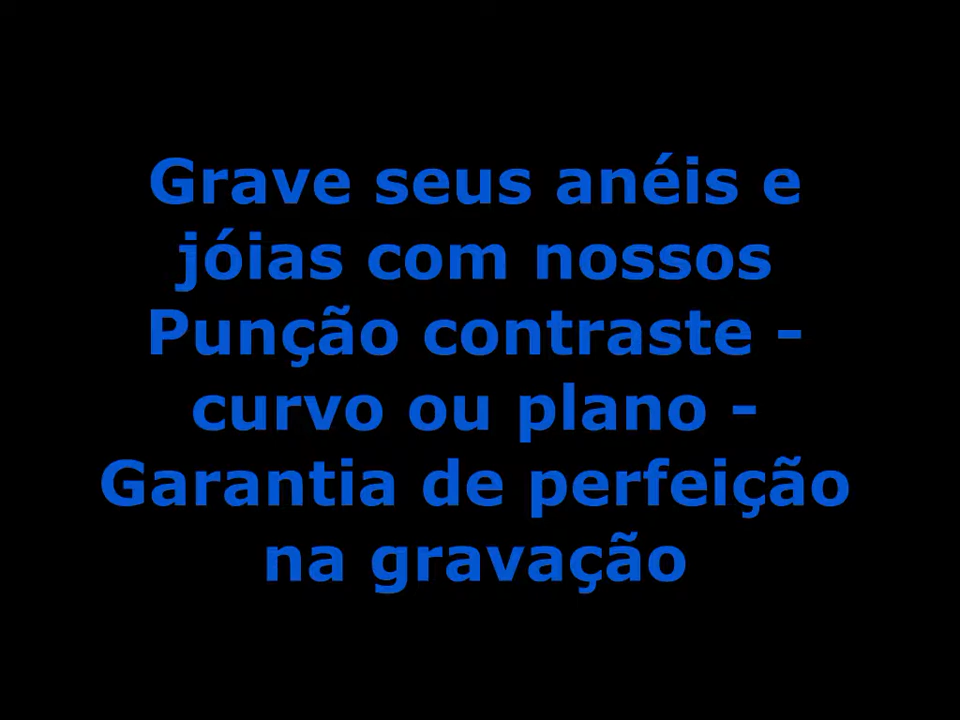 Grave seus anéis e
jóias com nossos
Punção contraste -
curvo ou plano -
Garantia de perfeição
na gravação